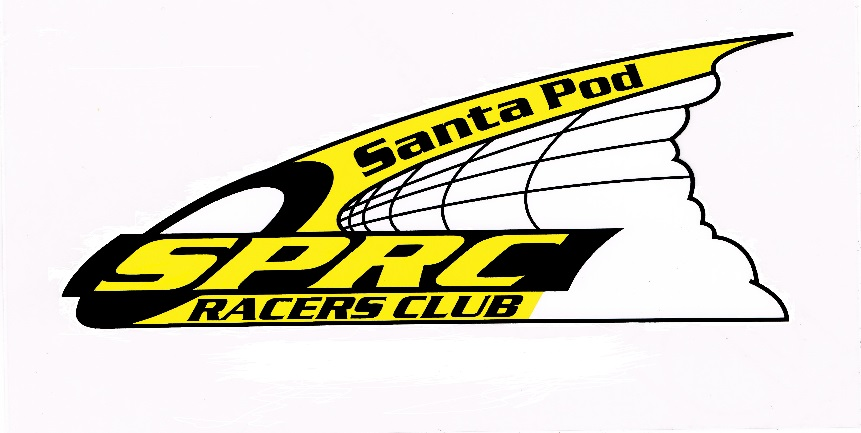 Santa Pod
SPRC
RACERS CLUB